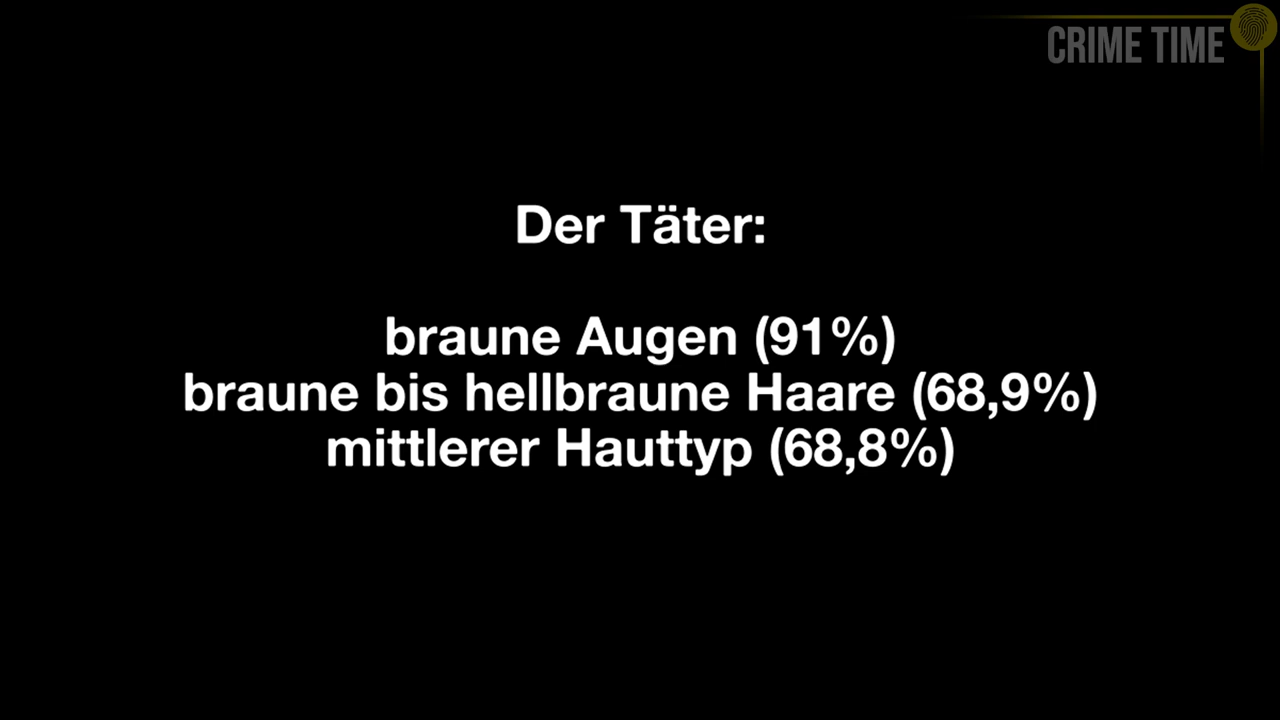 CRIME TIME
Der Täter:
braune Augen (91%)
braune bis hellbraune Haare (68,9%)
mittlerer Hauttyp (68,8%)